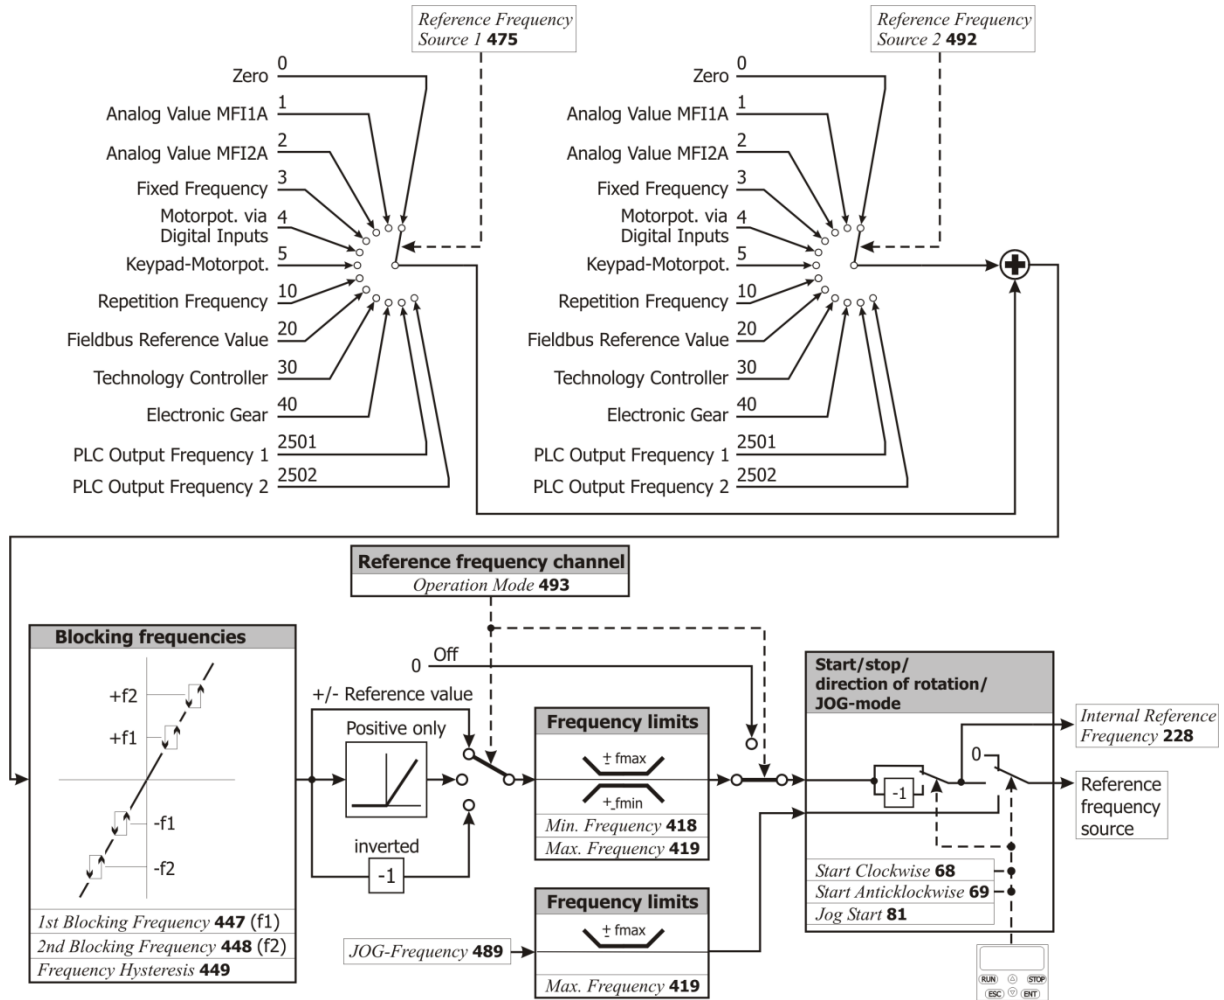 Reference Frequency
Source 1 475
Reference Frequency
Source 2 492
Zero 0
Analog Value MFI1A 1
Analog Value MFI2A 2
Fixed Frequency 3
Motorpot. via 4
Digital Inputs
Keypad-Motorpot. 5
Repetition Frequency 10
Fieldbus Reference Value 20
Technology Controller 30
Electronic Gear 40
PLC Output Frequency 1 2501
PLC Output Frequency 2 2502
Zero 0
Analog Value MFI1A 1
Analog Value MFI2A 2
Fixed Frequency 3
Motorpot. via 4
Digital Inputs
Keypad-Motorpot. 5
Repetition Frequency 10
Fieldbus Reference Value 20
Technology Controller 30
Electronic Gear 40
PLC Output Frequency 1 2501
PLC Output Frequency 2 2502
Reference frequency channel
Operation Mode 493
Blocking frequencies
+f2
+f1
-f1
-f2
1st Blocking Frequency 447 (f1)
2nd Blocking Frequency 448 (f2)
Frequency Hysteresis 449
0 Off
+/- Reference value
Positive only
inverted
-1
Frequency limits
± fmax
± fmin
Min. Frequency 418
Max. Frequency 419
JOG-Frequency 489
Frequency limits
± fmax
Max. Frequency 419
Start/stop/
direction of rotation/
JOG-mode
-1
0
Start Clockwise 68
Start Anticklockwise 69
Jog Start 81
Internal Reference
Frequency 228
Reference
frequency
source
RUN STOP
ESC ENT